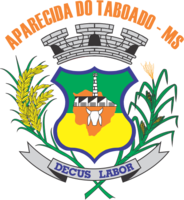 APARECIDA DO TABOADO - MS
DECUS LABOR